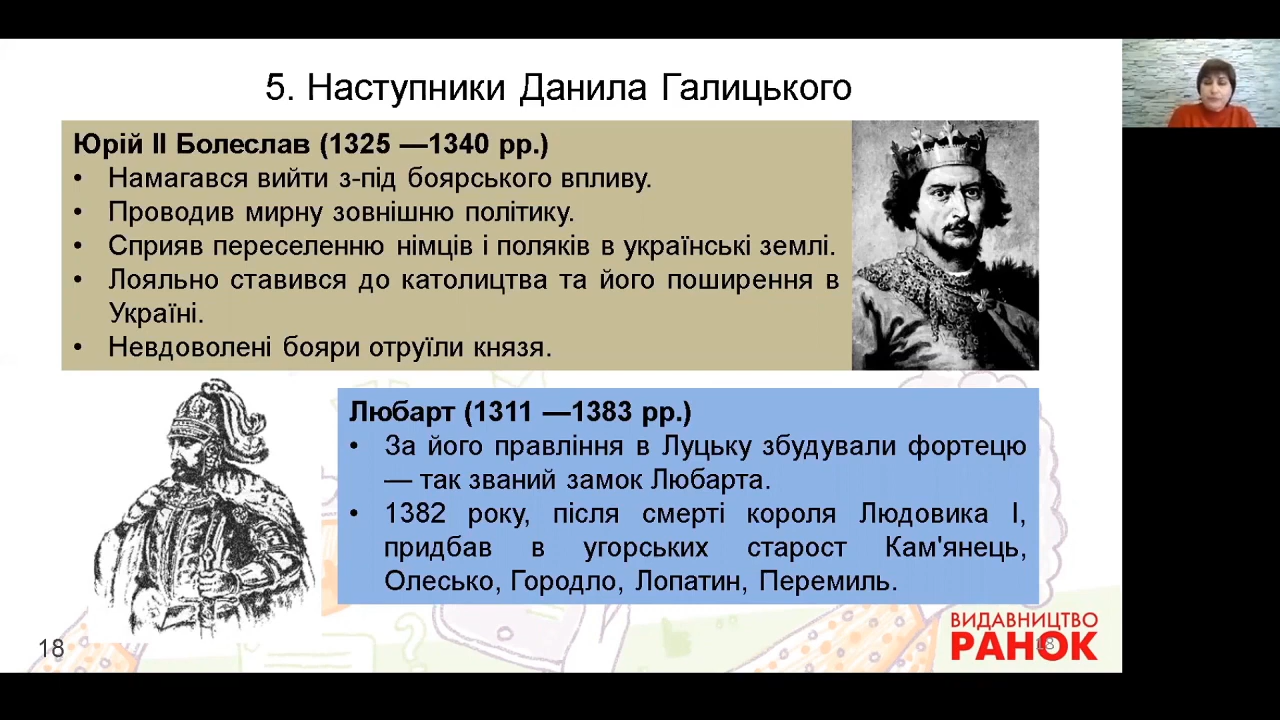 5. Наступники Данила Галицького
Юрій ІІ Болеслав (1325 —1340 рр.)
• Намагався вийти з-під боярського впливу.
• Проводив мирну зовнішню політику.
• Сприяв переселенню німців і поляків в українські землі.
• Лояльно ставився до католицтва та його поширення в
Україні.
• Невдоволені бояри отруїли князя.
Любарт (1311 —1383 рр.)
• За його правління в Луцьку збудували фортецю
— так званий замок Любарта.
• 1382 року, після смерті короля Людовика І,
придбав в угорських старост Кам'янець,
Олесько, Городло, Лопатин, Перемиль.
18
ВИДАВНИЦТВО
РАНОК
18